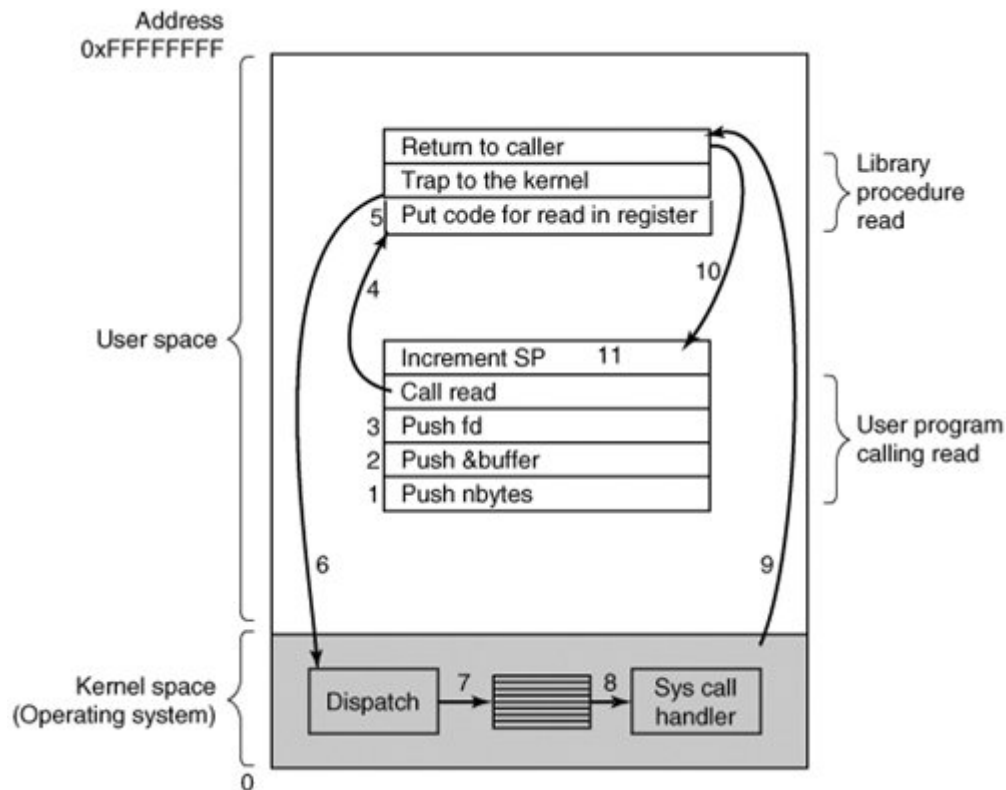 Address
0xFFFFFFFF
Return to caller
Trap to the kernel
5 Put code for read in register
Library
procedure
read
4
10
User space
Increment SP 11
Call read
3 Push fd
2 Push &buffer
1 Push nbytes
User program
calling read
6
9
Kernel space
(Operating system)
Dispatch
7
8
Sys call
handler
0